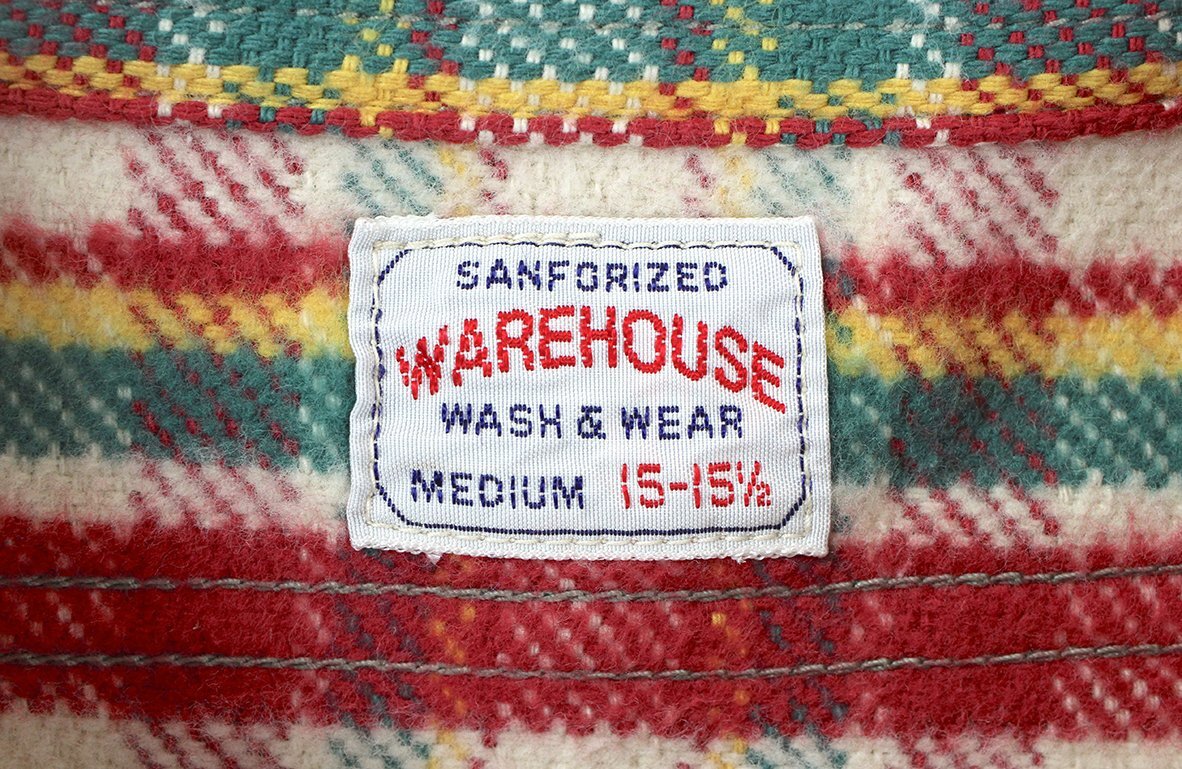 SANFORIZED
WAREHOUSE
WASH & WEAR
MEDIUM 15-15½